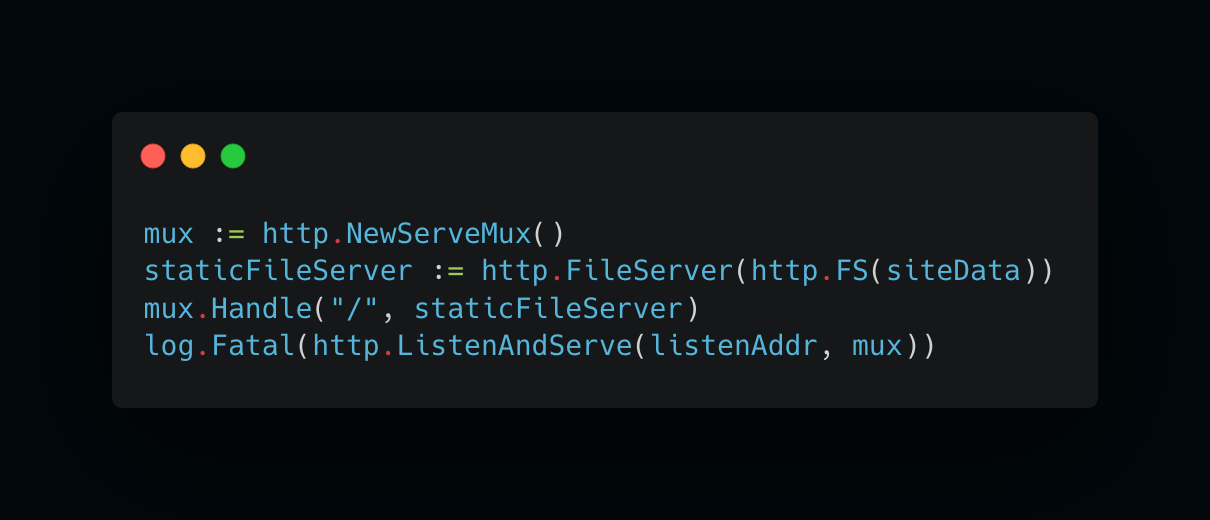 mux := http.NewServeMux()
staticFileServer := http.FileServer(http.FS(siteData))
mux.Handle("/", staticFileServer)
log.Fatal(http.ListenAndServe(listenAddr, mux))